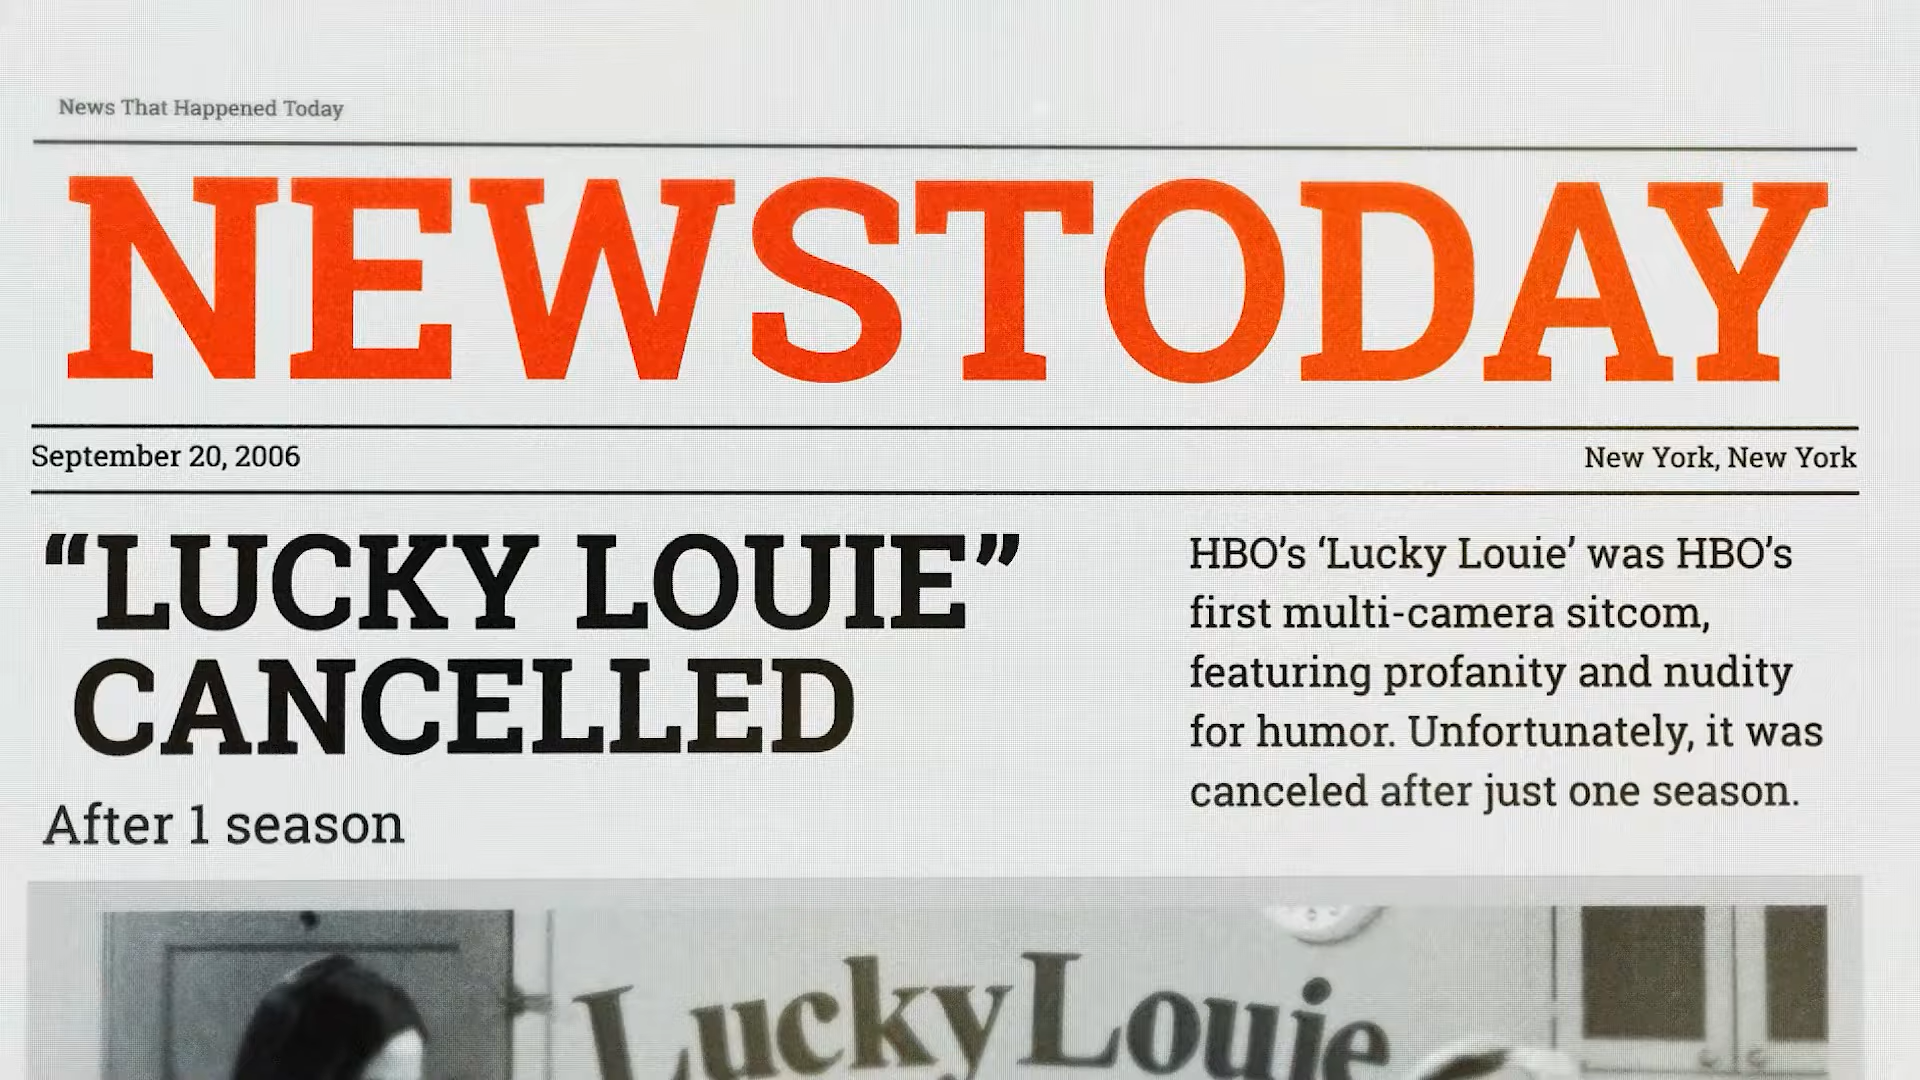 News That Happened Today
NEWSTODAY
September 20, 2006
New York, New York
“LUCKY LOUIE”
CANCELLED
After 1 season
HBO’s ‘Lucky Louie’ was HBO’s
first multi-camera sitcom,
featuring profanity and nudity
for humor. Unfortunately, it was
canceled after just one season.
Lucky Louie